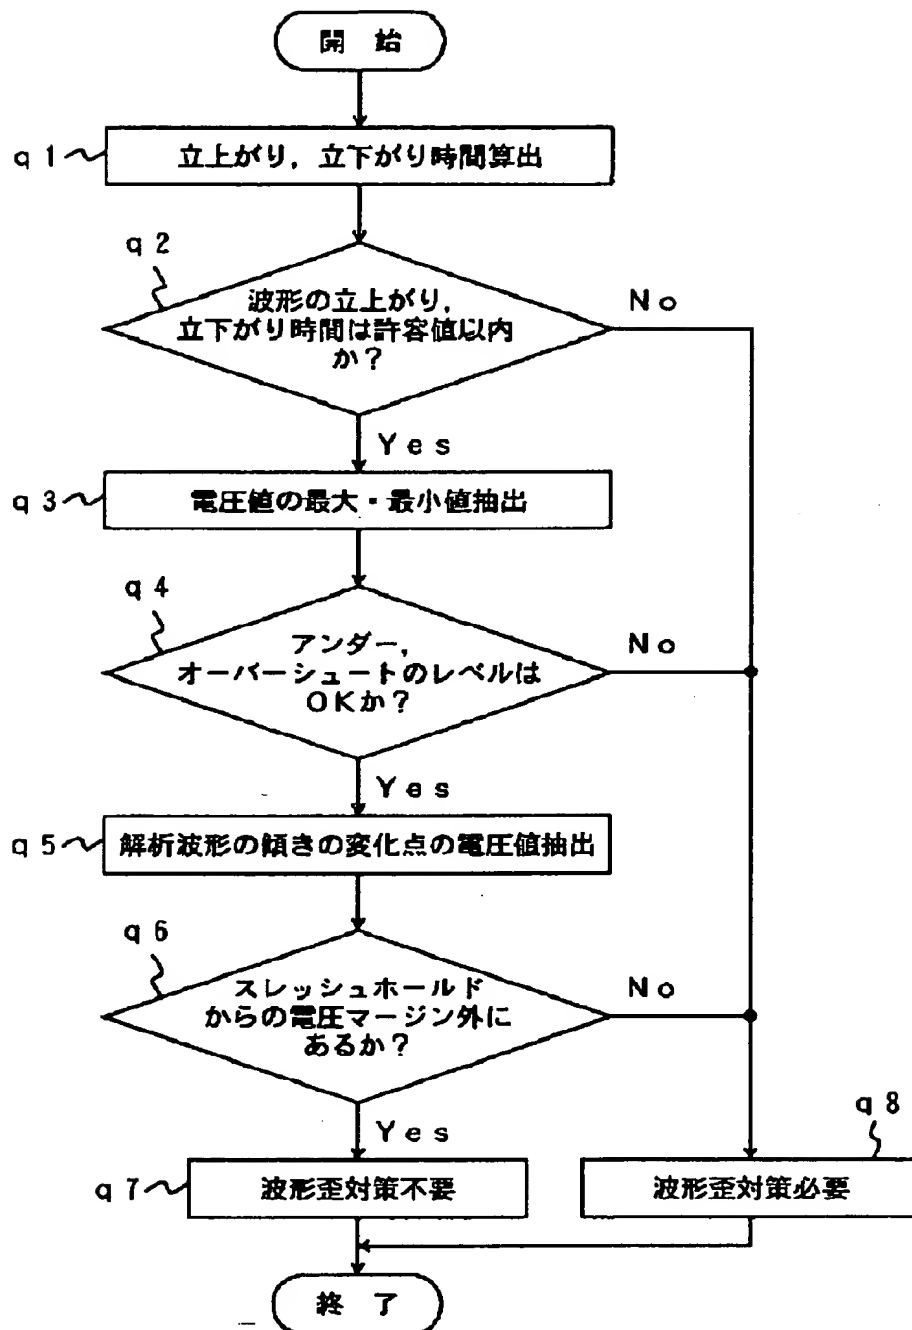 開 始
q1
立上がり,立下がり時間算出
q2
波形の立上がり,
立下がり時間は許容値以内
か?
No
Yes
q3
電圧値の最大・最小値抽出
q4
アンダー,
オーバーシュートのレベルは
OKか?
No
Yes
q5
解析波形の傾きの変化点の電圧値抽出
q6
スレッシュホールド
からの電圧マージン外に
あるか?
No
Yes
q7
波形歪対策不要
q8
波形歪対策必要
終 了